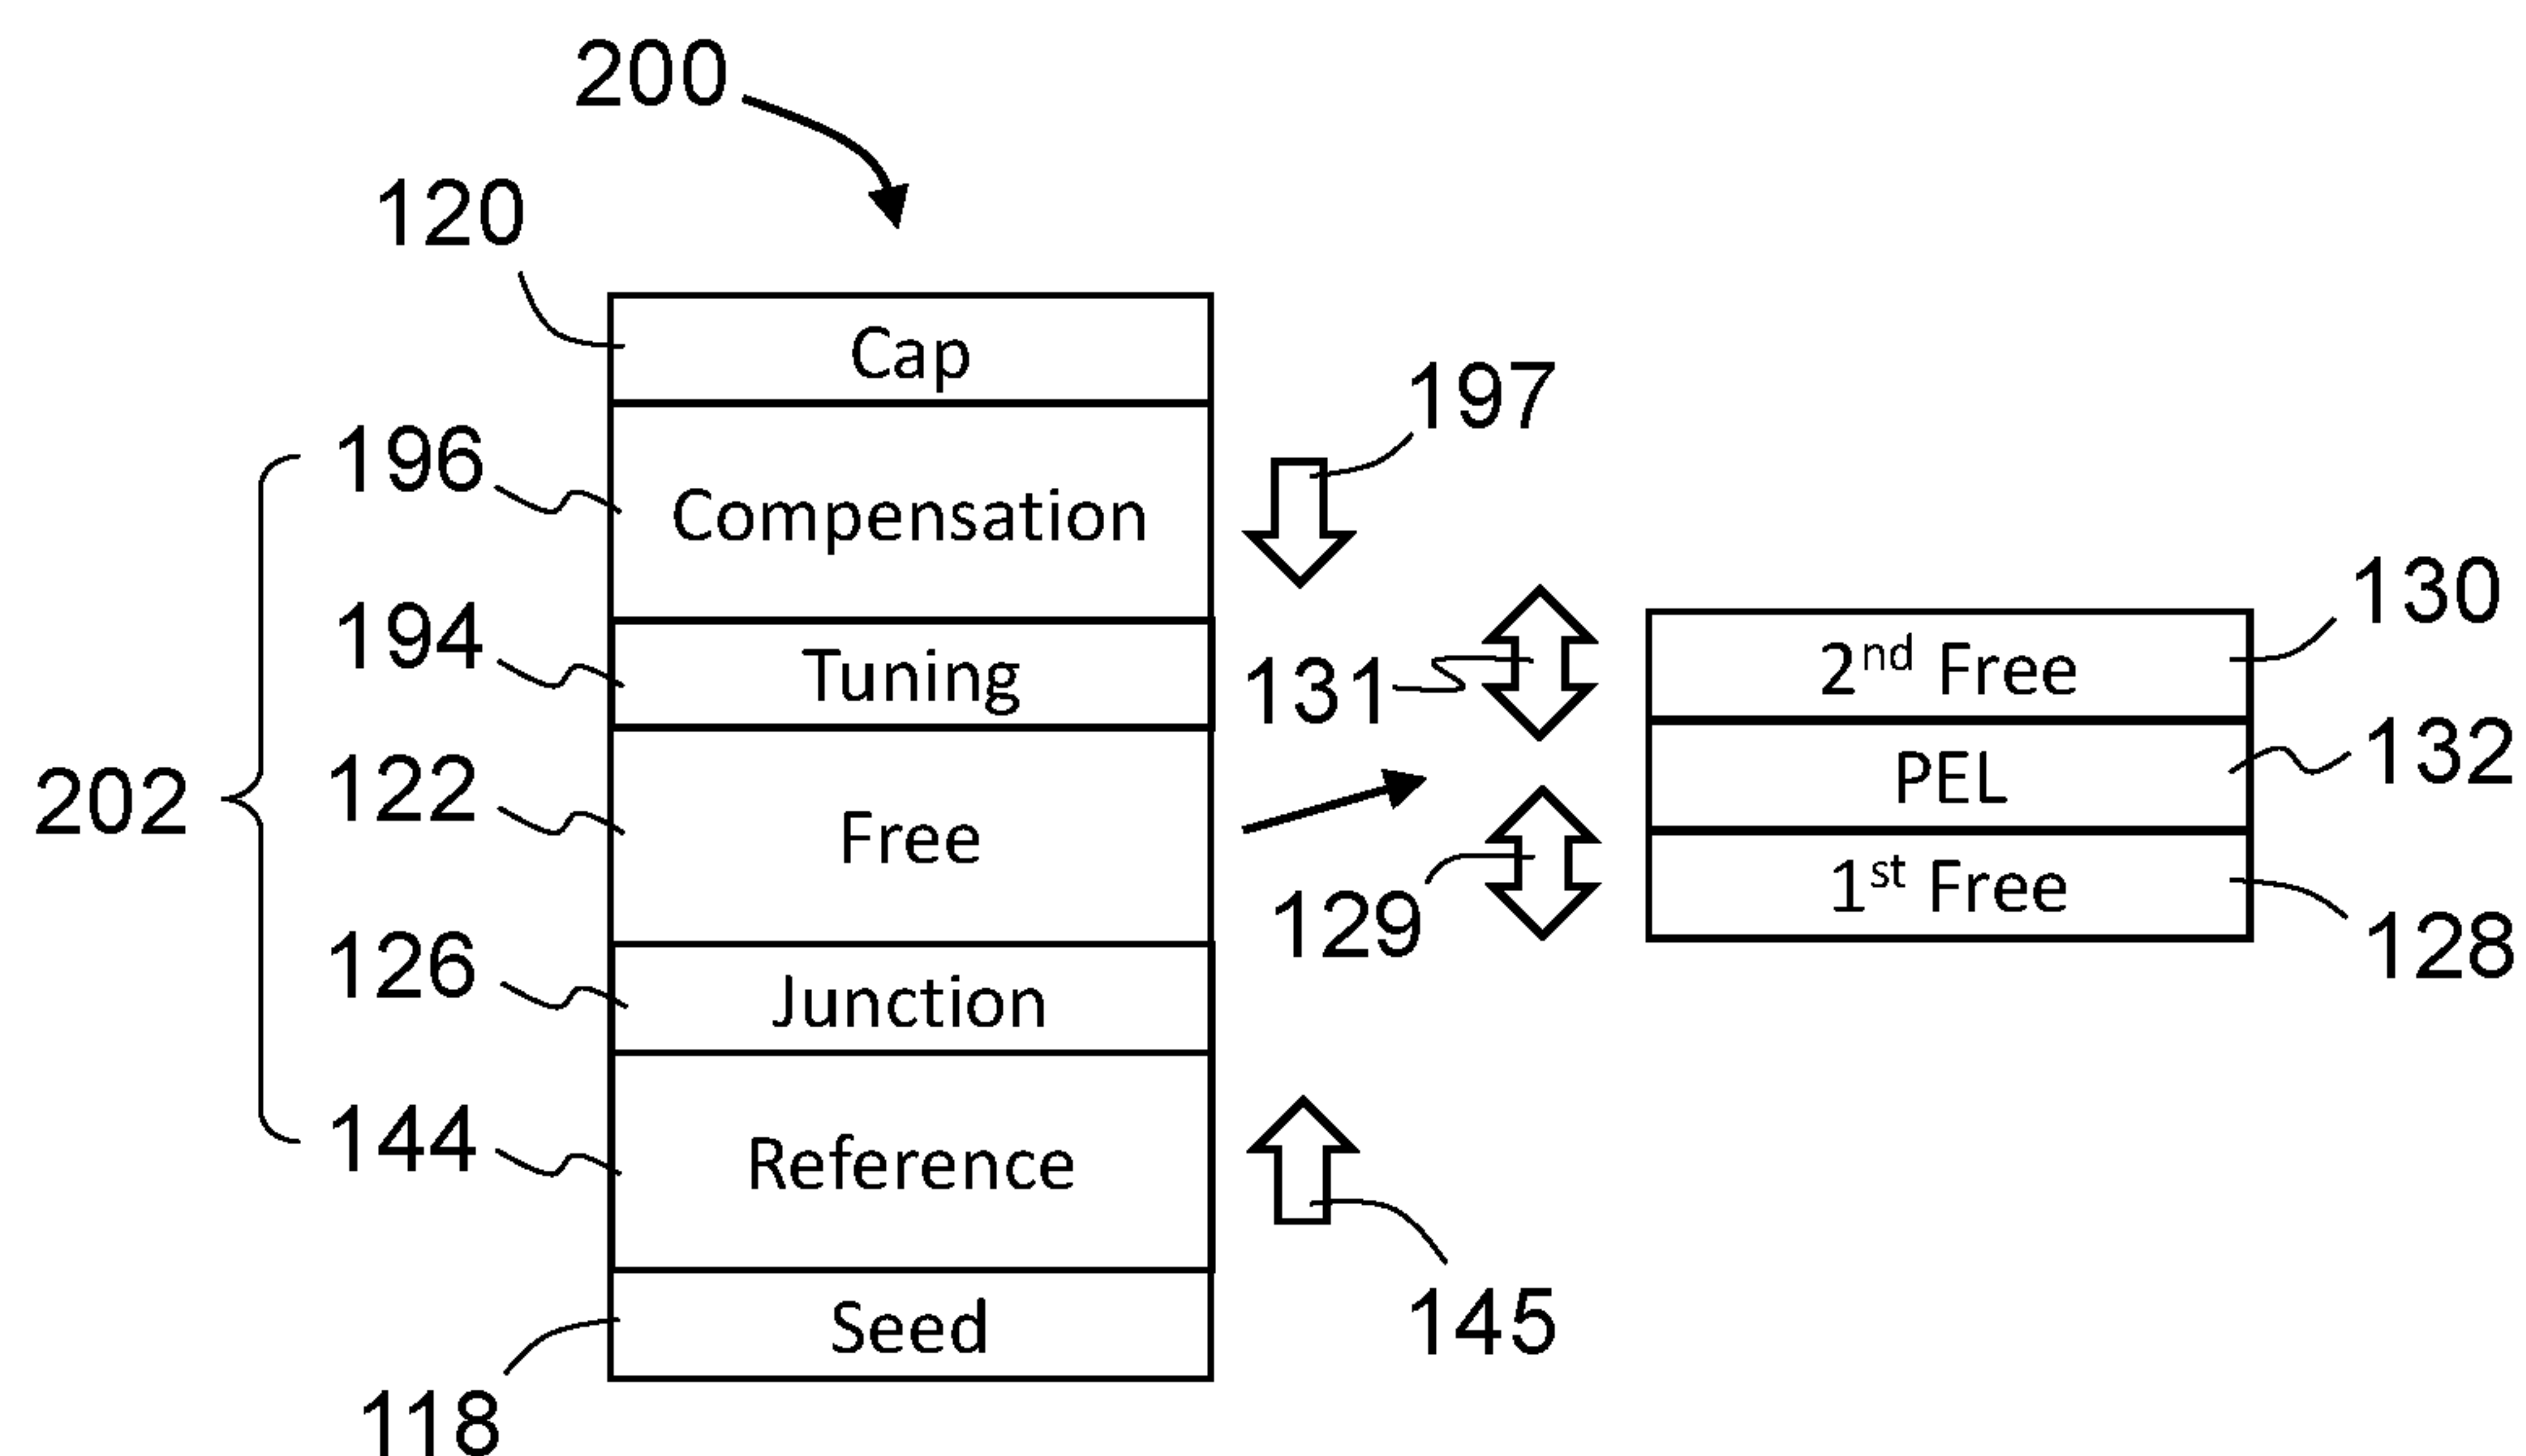 200
120
Cap
197
196
Compensation
130
194
Tuning
131
2nd Free
132
202
122
Free
PEL
129
1st Free
128
126
Junction
144
Reference
145
118
Seed